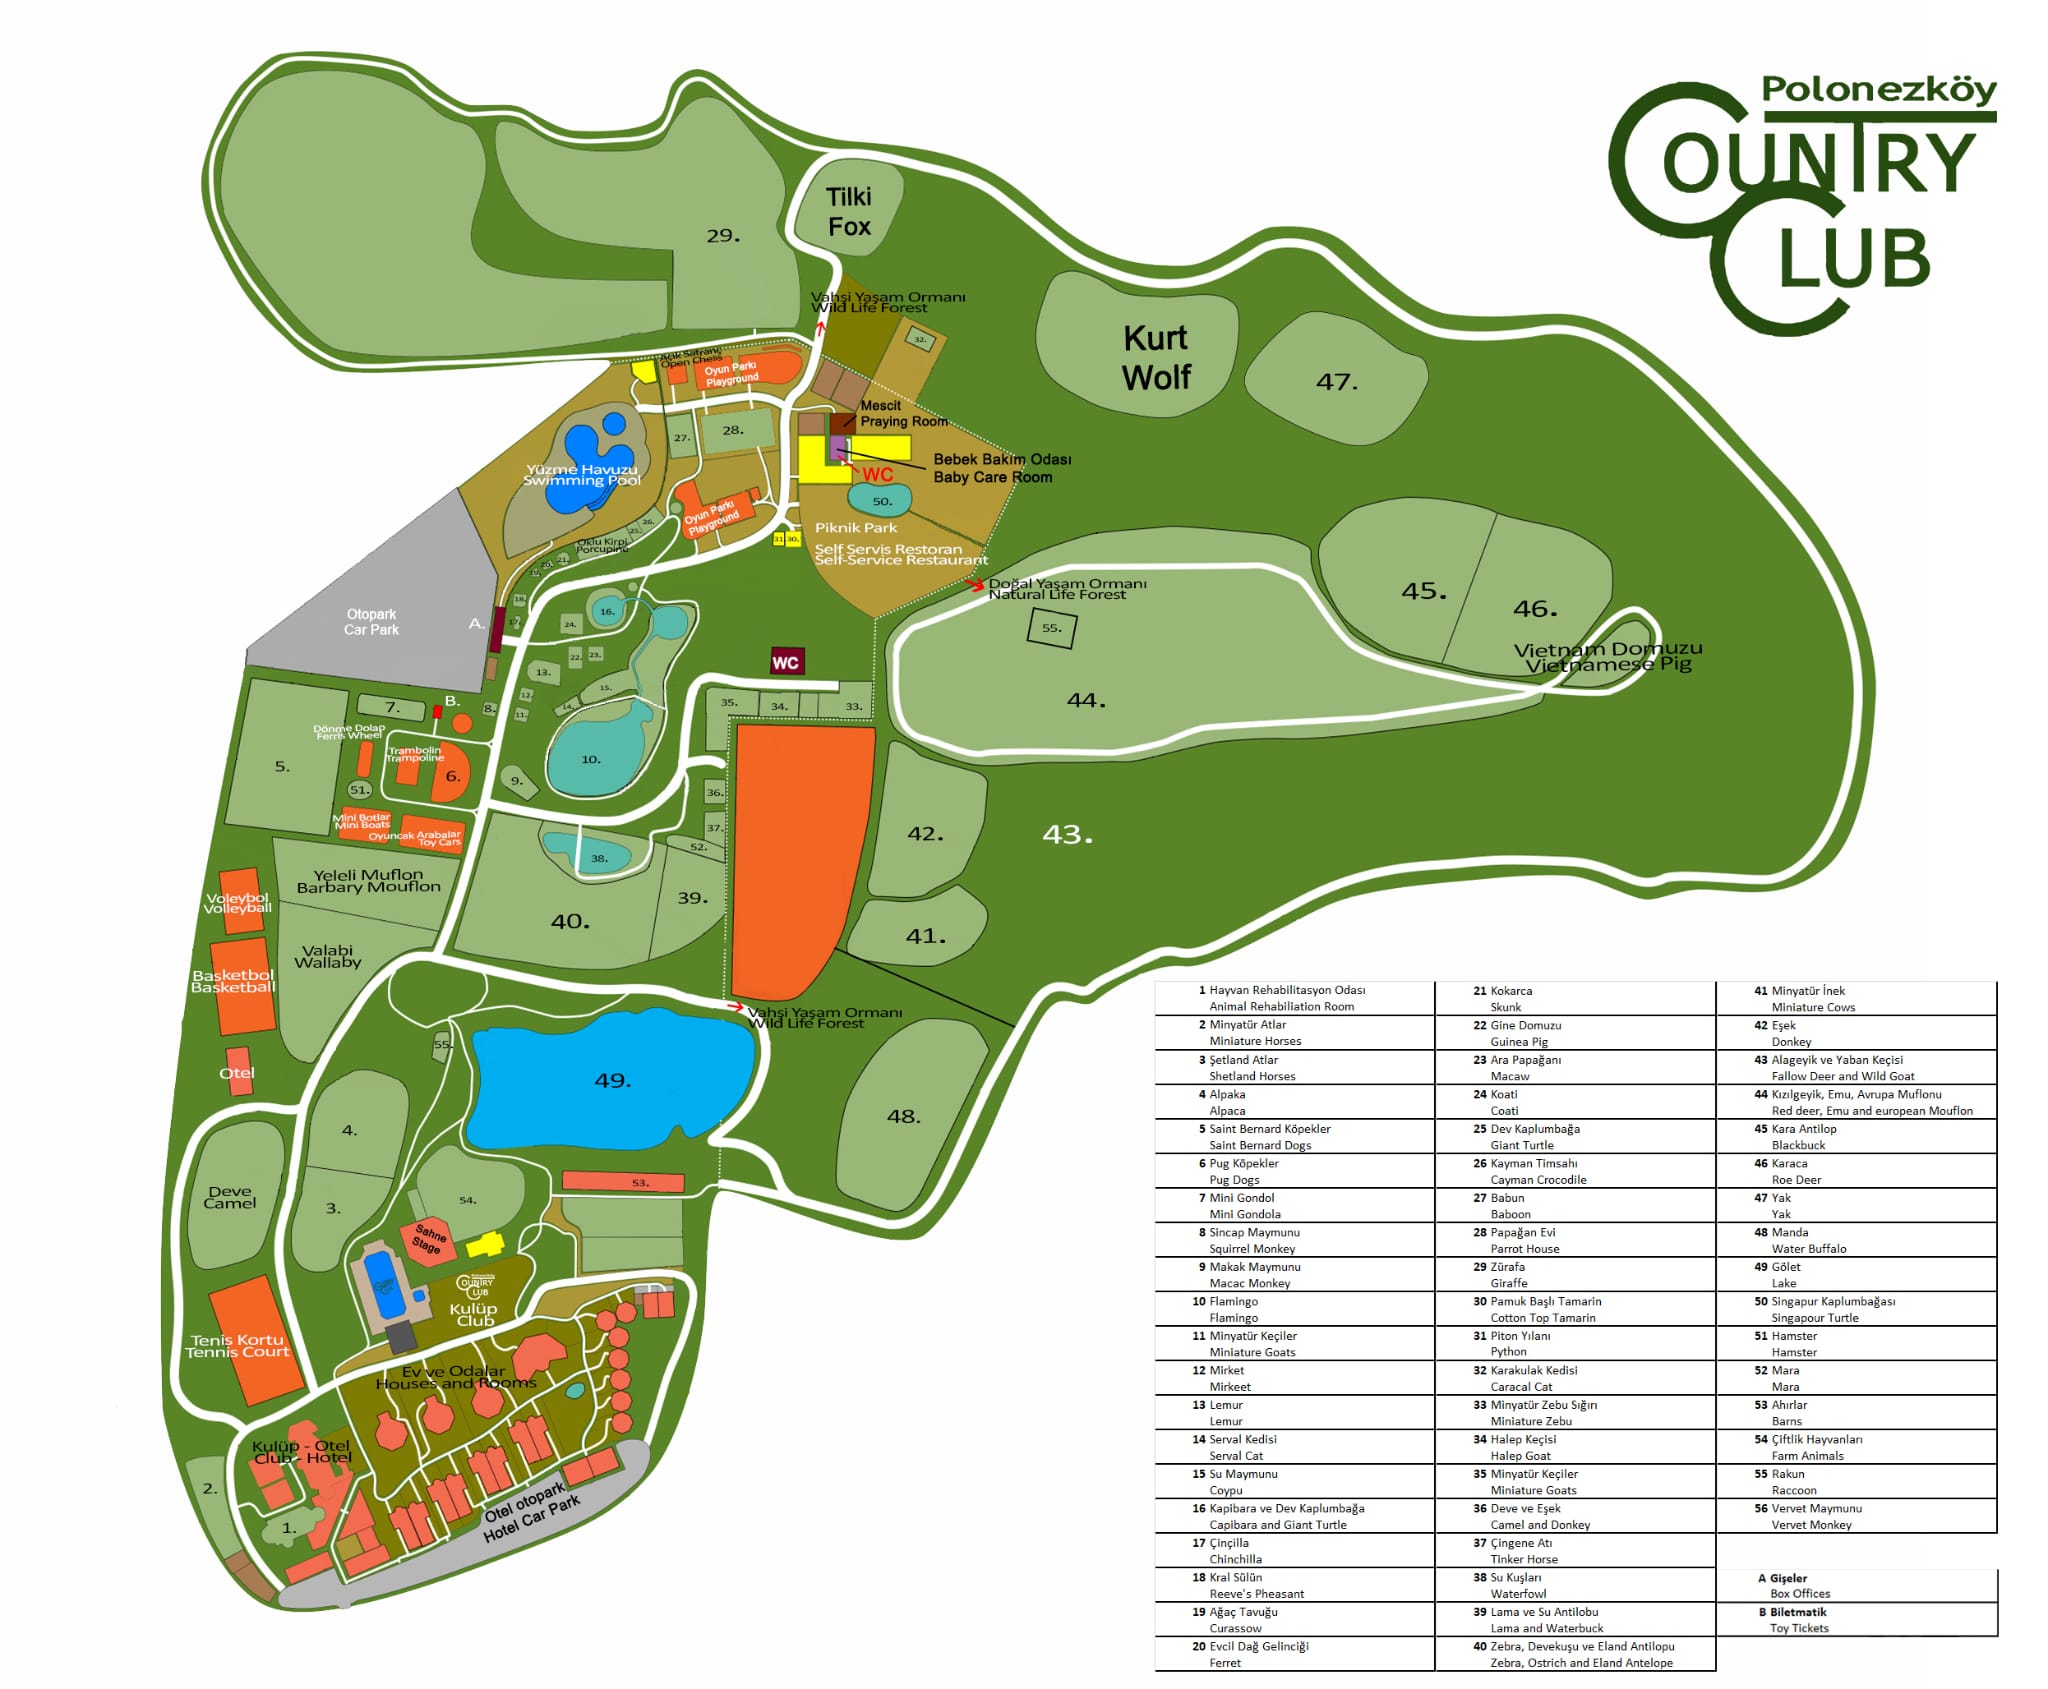 Polonezköy
COUNTRY
CLUB
29.
Tilki
Fox
Vahşi Yaşam Ormanı
Wild Life Forest
32.
Kurt
Wolf
47.
Açık Satranç
Open Chess
Oyun Parkı
Playground
27.
28.
Mescit
Praying Room
Bebek Bakım Odası
Baby Care Room
WC
50.
Yüzme Havuzu
Swimming Pool
Oyun Parkı
Playground
26.
25.
Oklu Kirpi
Porcupine
21.
20.
19.
31.
30.
Piknik Park
Self Servis Restoran
Self-Service Restaurant
Doğal Yaşam Ormanı
Natural Life Forest
45.
46.
Vietnam Domuzu
Vietnamese Pig
55.
44.
Otopark
Car Park
A.
18.
17.
16.
24.
22.
23.
13.
15.
12.
14.
11.
8.
WC
35.
34.
33.
7.
B.
Dönme Dolap
Ferris Wheel
Trambolin
Trampoline
5.
6.
51.
9.
10.
Mini Botlar
Mini Boats
Oyuncak Arabalar
Toy Cars
36.
37.
52.
38.
39.
40.
42.
43.
41.
Yeleli Muflon
Barbary Mouflon
Voleybol
Volleyball
Valabi
Wallaby
Basketbol
Basketball
Vahşi Yaşam Ormanı
Wild Life Forest
Otel
55.
49.
48.
4.
3.
Deve
Camel
54.
53.
Sahne
Stage
Polonezköy
COUNTRY
CLUB
Kulüp
Club
Tenis Kortu
Tennis Court
Ev ve Odalar
Houses and Rooms
Kulüp - Otel
Club - Hotel
2.
1.
Otel otopark
Hotel Car Park
1 Hayvan Rehabilitasyon Odası
Animal Rehabiliation Room
2 Minyatür Atlar
Miniature Horses
3 Şetland Atlar
Shetland Horses
4 Alpaka
Alpaca
5 Saint Bernard Köpekler
Saint Bernard Dogs
6 Pug Köpekler
Pug Dogs
7 Mini Gondol
Mini Gondola
8 Sincap Maymunu
Squirrel Monkey
9 Makak Maymunu
Macac Monkey
10 Flamingo
Flamingo
11 Minyatür Keçiler
Miniature Goats
12 Mirket
Mirkeet
13 Lemur
Lemur
14 Serval Kedisi
Serval Cat
15 Su Maymunu
Coypu
16 Kapibara ve Dev Kaplumbağa
Capibara and Giant Turtle
17 Çinçilla
Chinchilla
18 Kral Sülün
Reeve's Pheasant
19 Ağaç Tavuğu
Curassow
20 Evcil Dağ Gelinciği
Ferret
21 Kokarca
Skunk
22 Gine Domuzu
Guinea Pig
23 Ara Papağanı
Macaw
24 Koati
Coati
25 Dev Kaplumbağa
Giant Turtle
26 Kayman Timsahı
Cayman Crocodile
27 Babun
Baboon
28 Papağan Evi
Parrot House
29 Zürafa
Giraffe
30 Pamuk Başlı Tamarin
Cotton Top Tamarin
31 Piton Yılanı
Python
32 Karakulak Kedisi
Caracal Cat
33 Minyatür Zebu Sığırı
Miniature Zebu
34 Halep Keçisi
Halep Goat
35 Minyatür Keçiler
Miniature Goats
36 Deve ve Eşek
Camel and Donkey
37 Çingene Atı
Tinker Horse
38 Su Kuşları
Waterfowl
39 Lama ve Su Antilobu
Lama and Waterbuck
40 Zebra, Devekuşu ve Eland Antilopu
Zebra, Ostrich and Eland Antelope
41 Minyatür İnek
Miniature Cows
42 Eşek
Donkey
43 Alageyik ve Yaban Keçisi
Fallow Deer and Wild Goat
44 Kızılgeyik, Emu, Avrupa Muflonu
Red deer, Emu and european Mouflon
45 Kara Antilop
Blackbuck
46 Karaca
Roe Deer
47 Yak
Yak
48 Manda
Water Buffalo
49 Gölet
Lake
50 Singapur Kaplumbağası
Singapour Turtle
51 Hamster
Hamster
52 Mara
Mara
53 Ahırlar
Barns
54 Çiftlik Hayvanları
Farm Animals
55 Rakun
Raccoon
56 Vervet Maymunu
Vervet Monkey
A Gişeler
Box Offices
B Biletmatik
Toy Tickets